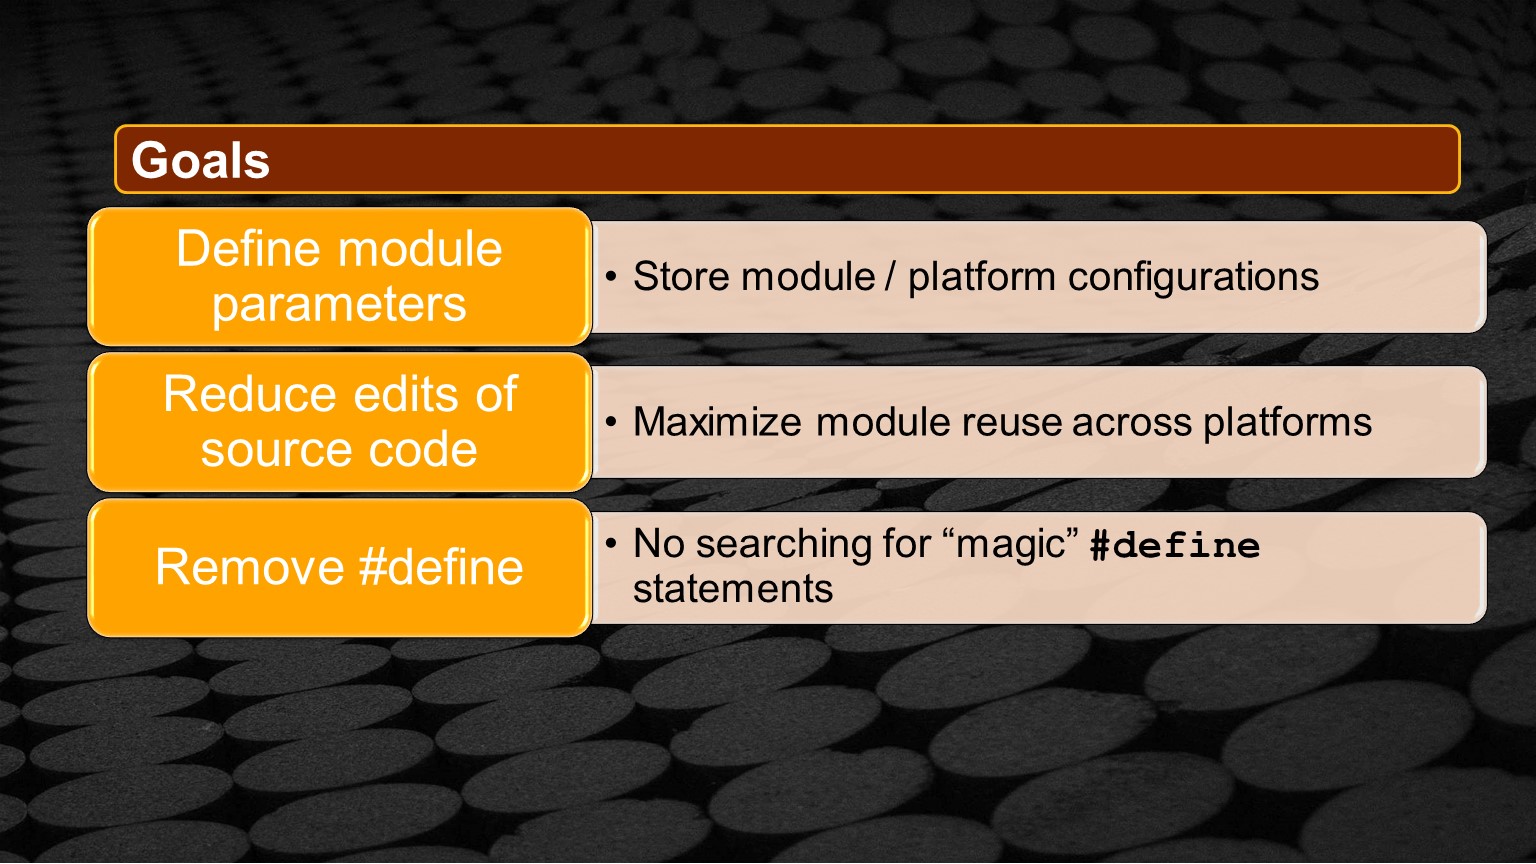 Goals
Define module
parameters
• Store module / platform configurations
Reduce edits of
source code
• Maximize module reuse across platforms
Remove #define
• No searching for “magic” #define
statements